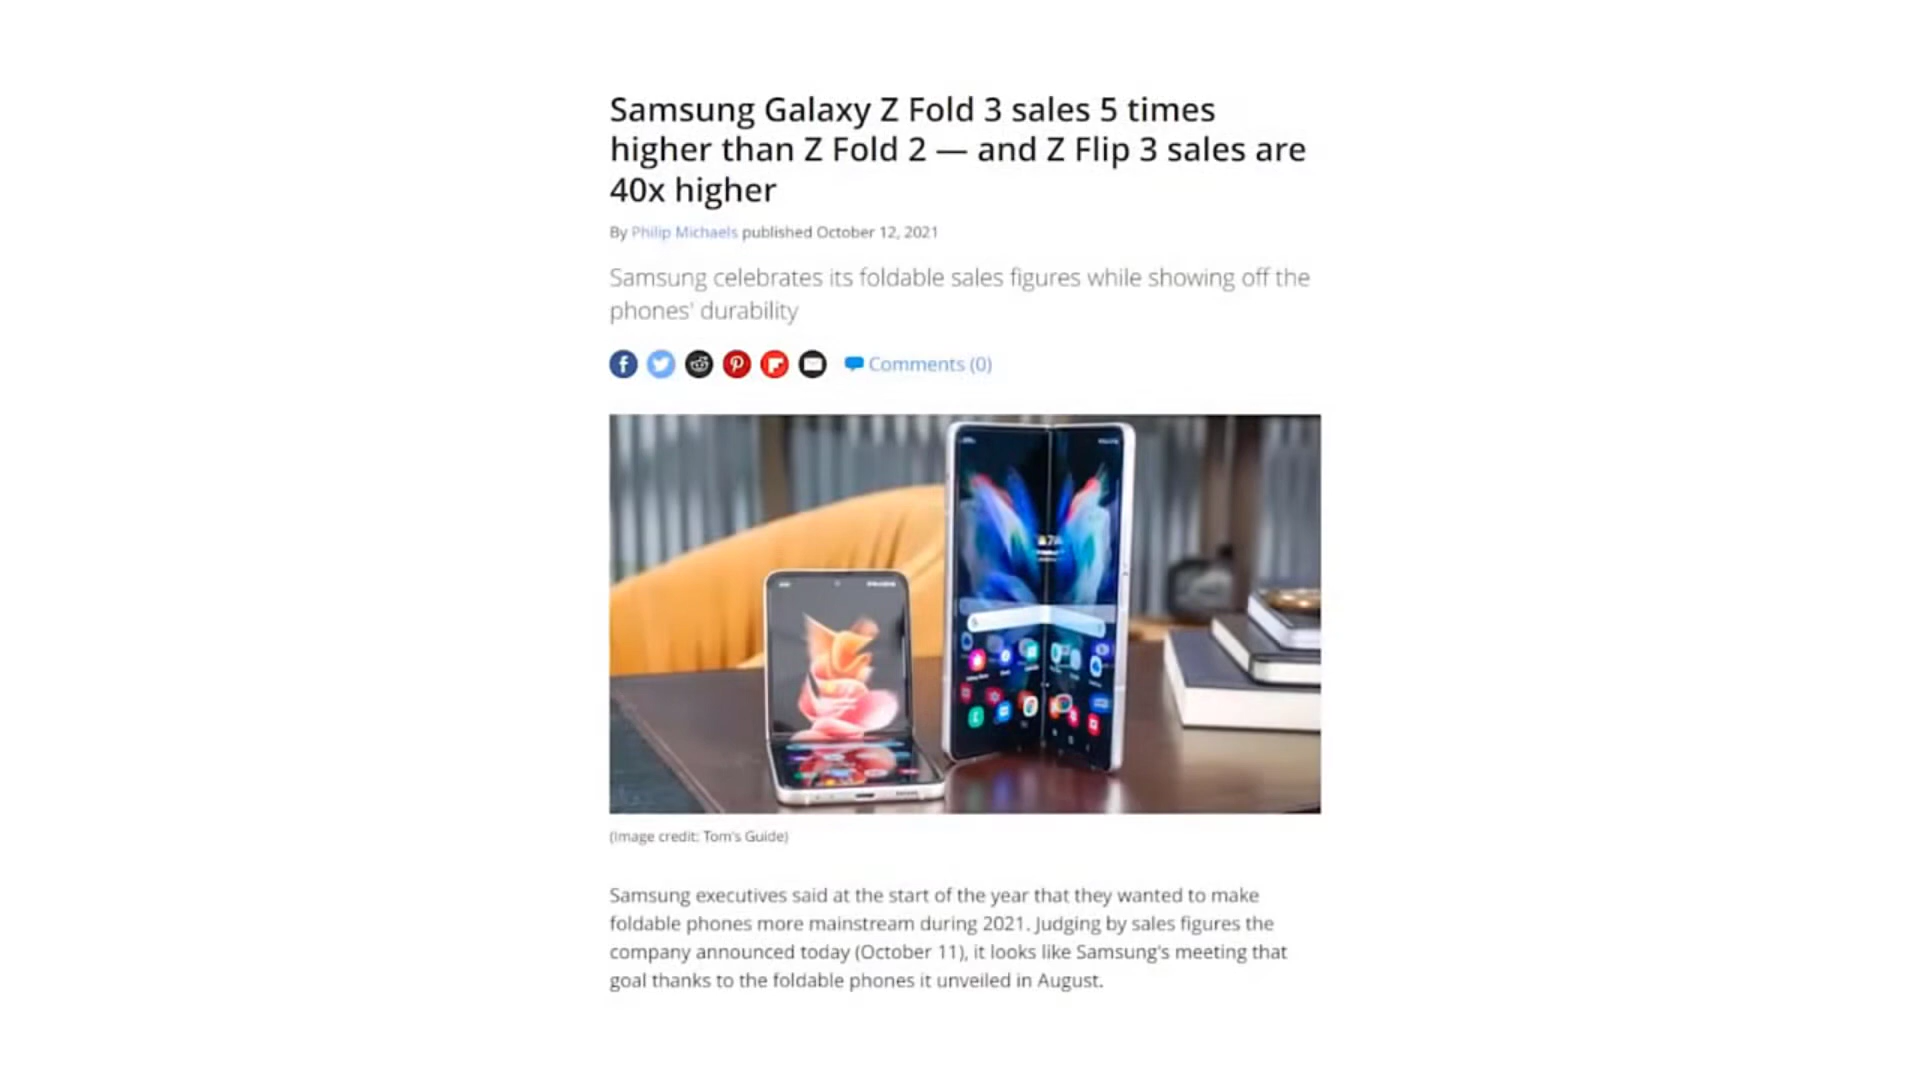 Samsung Galaxy Z Fold 3 sales 5 times
higher than Z Fold 2 — and Z Flip 3 sales are
40x higher
By Philip Michaels published October 12, 2021
Samsung celebrates its foldable sales figures while showing off the
phones' durability
Comments (0)
(Image credit: Tom's Guide)
Samsung executives said at the start of the year that they wanted to make
foldable phones more mainstream during 2021. Judging by sales figures the
company announced today (October 11), it looks like Samsung's meeting that
goal thanks to the foldable phones it unveiled in August.